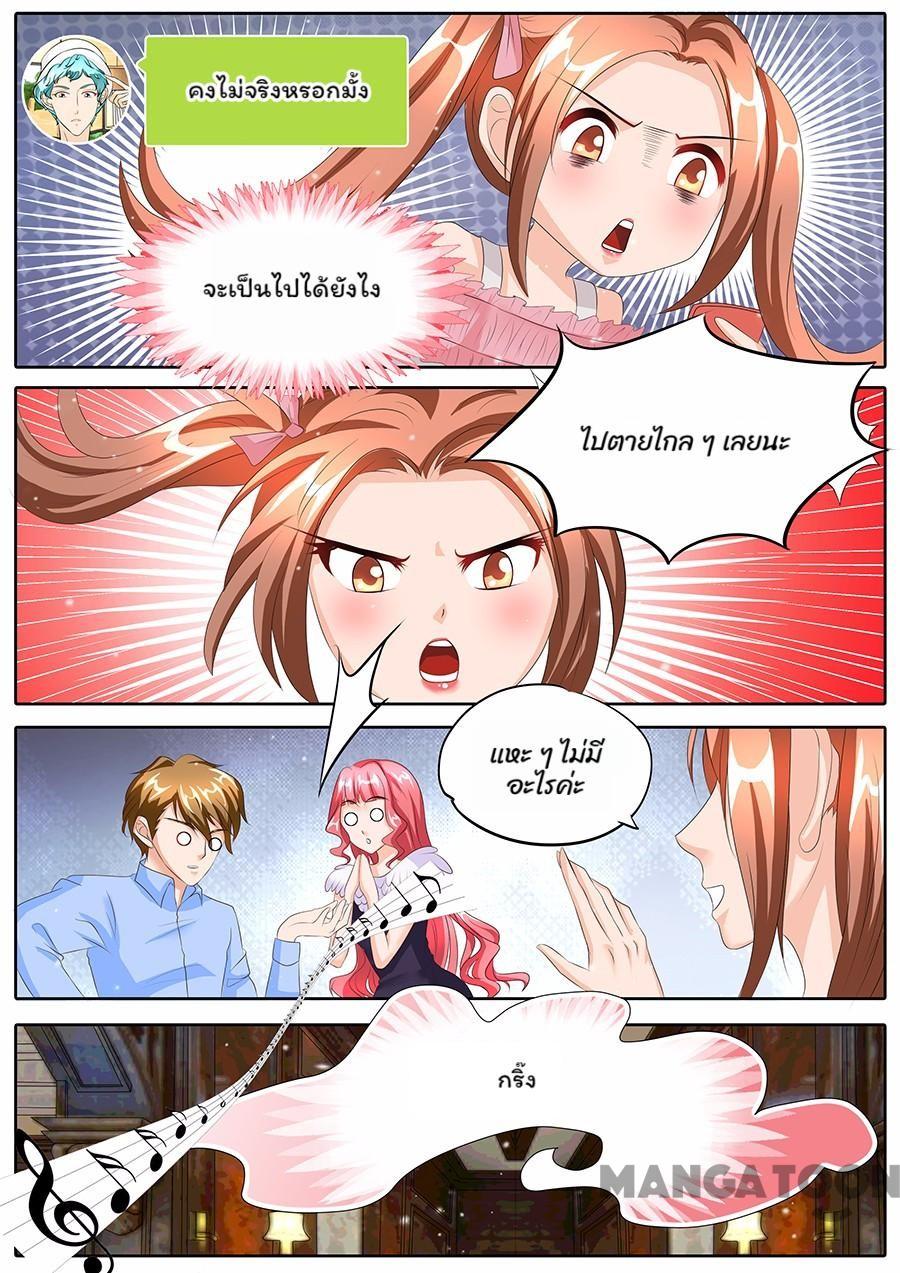 คงไม่จริงหรอกมั้ง
จะเป็นไปได้ยังไง
ไปตายไกล ๆ เลยนะ
แหะ ๆ ไม่มี
อะไรค่ะ
กริ๊ง
MANGATOON